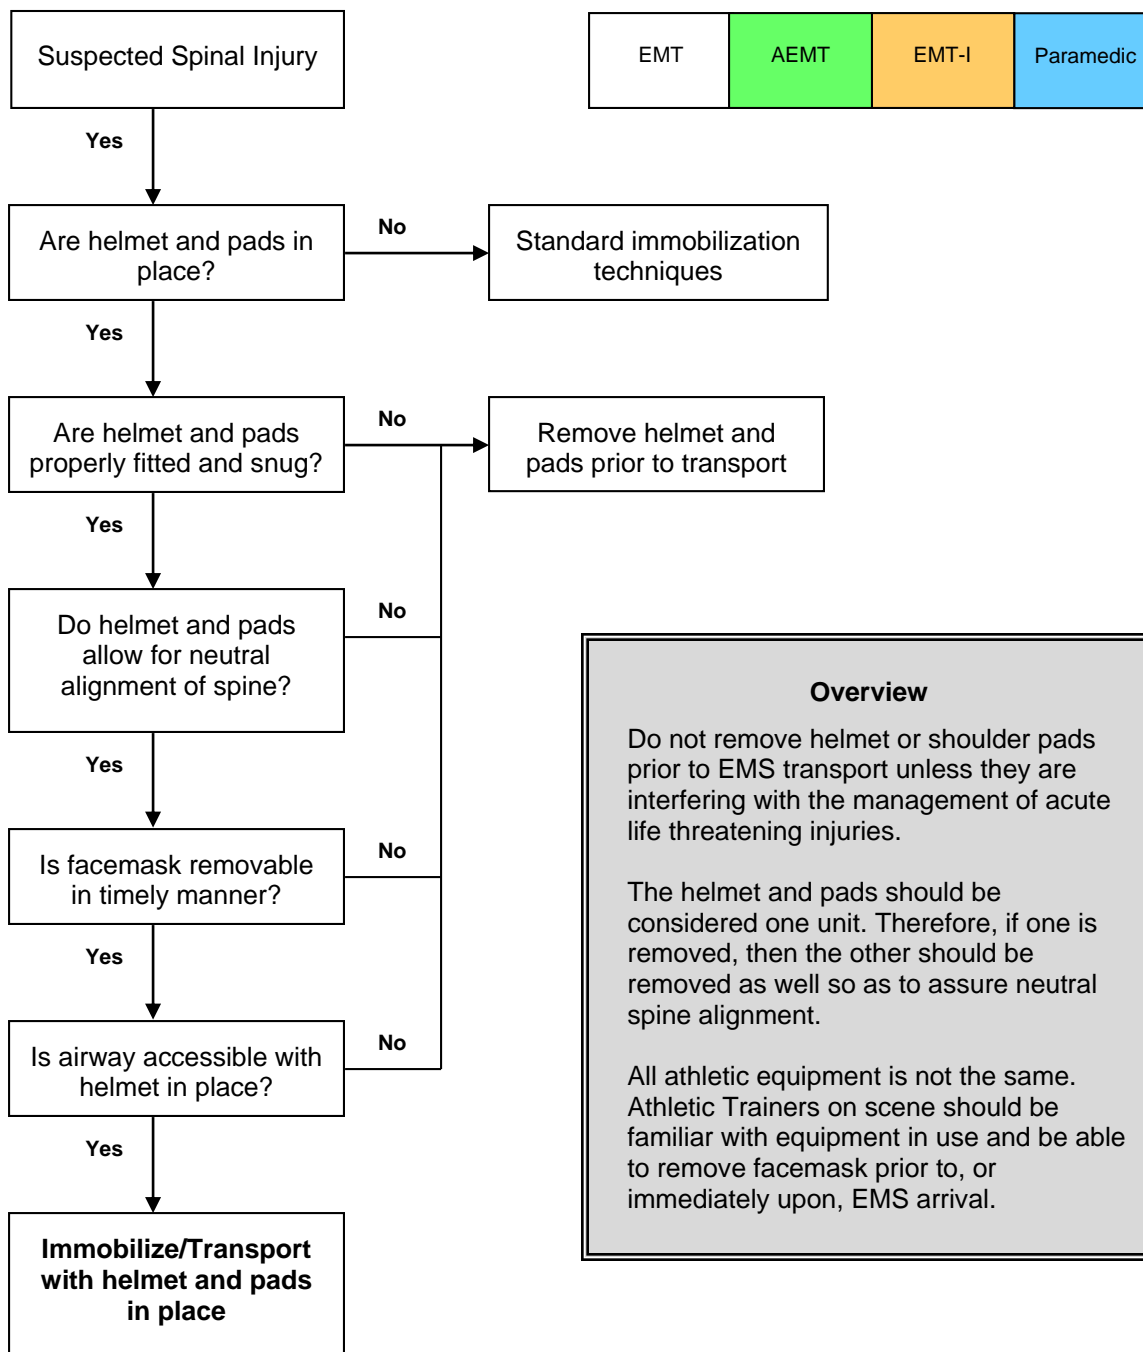 Suspected Spinal Injury
EMT
AEMT
EMT-I
Paramedic
Yes
Are helmet and pads in
place?
No
Standard immobilization
techniques
Yes
Are helmet and pads
properly fitted and snug?
No
Remove helmet and
pads prior to transport
Yes
Do helmet and pads
allow for neutral
alignment of spine?
No
Yes
Is facemask removable
in timely manner?
No
Yes
Is airway accessible with
helmet in place?
No
Yes
Immobilize/Transport
with helmet and pads
in place
Overview
Do not remove helmet or shoulder pads
prior to EMS transport unless they are
interfering with the management of acute
life threatening injuries.
The helmet and pads should be
considered one unit. Therefore, if one is
removed, then the other should be
removed as well so as to assure neutral
spine alignment.
All athletic equipment is not the same.
Athletic Trainers on scene should be
familiar with equipment in use and be able
to remove facemask prior to, or
immediately upon, EMS arrival.